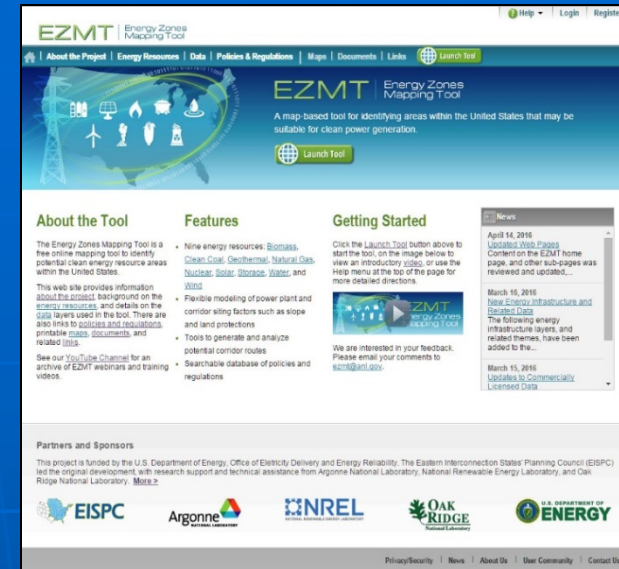 Help Login Registe
EZMT Energy Zones
Mapping Tool
About the Project Energy Resources Data Policies & Regulations Maps Documents Links Launch Tool
EZMT Energy Zones
Mapping Tool
A map-based tool for identifying areas within the United States that may be
suitable for clean power generation.
Launch Tool
About the Tool
The Energy Zones Mapping Tool is a
free online mapping tool to identify
potential clean energy resource areas
within the United States.
This web site provides information
about the project, background on the
energy resources, and details on the
data layers used in the tool. There are
also links to policies and regulations,
printable maps, documents, and
related links.
See our YouTube Channel for an
archive of EZMT webinars and training
videos.
Features
• Nine energy resources: Biomass,
Clean Coal, Geothermal, Natural Gas,
Nuclear, Solar, Storage, Water, and
Wind
• Flexible modeling of power plant and
corridor siting factors such as slope
and land protections
• Tools to generate and analyze
potential corridor routes
• Searchable database of policies and
regulations
Getting Started
Click the Launch Tool button above to
start the tool, on the image below to
view an introductory video, or use the
Help menu at the top of the page for
more detailed directions.
EZMT
Energy Zones
Mapping Tool
We are interested in your feedback.
Please email your comments to
ezmt@anl.gov.
News
April 14, 2016
Updated Web Pages
Content on the EZMT home
page, and other sub-pages was
reviewed and updated,...
March 16, 2016
New Energy Infrastructure and
Related Data
The following energy
infrastructure layers, and
related themes, have been
added to the...
March 15, 2016
Updates to Commercially
Licensed Data
Partners and Sponsors
This project is funded by the U.S. Department of Energy, Office of Eletricity Delivery and Energy Reliability. The Eastern Interconnection States' Planning Council (EISPC)
led the original development, with research support and technical assistance from Argonne National Laboratory, National Renewable Energy Laboratory, and Oak
Ridge National Laboratory. More >
EISPC
Argonne
NATIONAL LABORATORY
NREL
NATIONAL RENEWABLE ENERGY LABORATORY
OAK
RIDGE
National Laboratory
U.S. DEPARTMENT OF
ENERGY
Privacy/Security News About Us User Community Contact Us